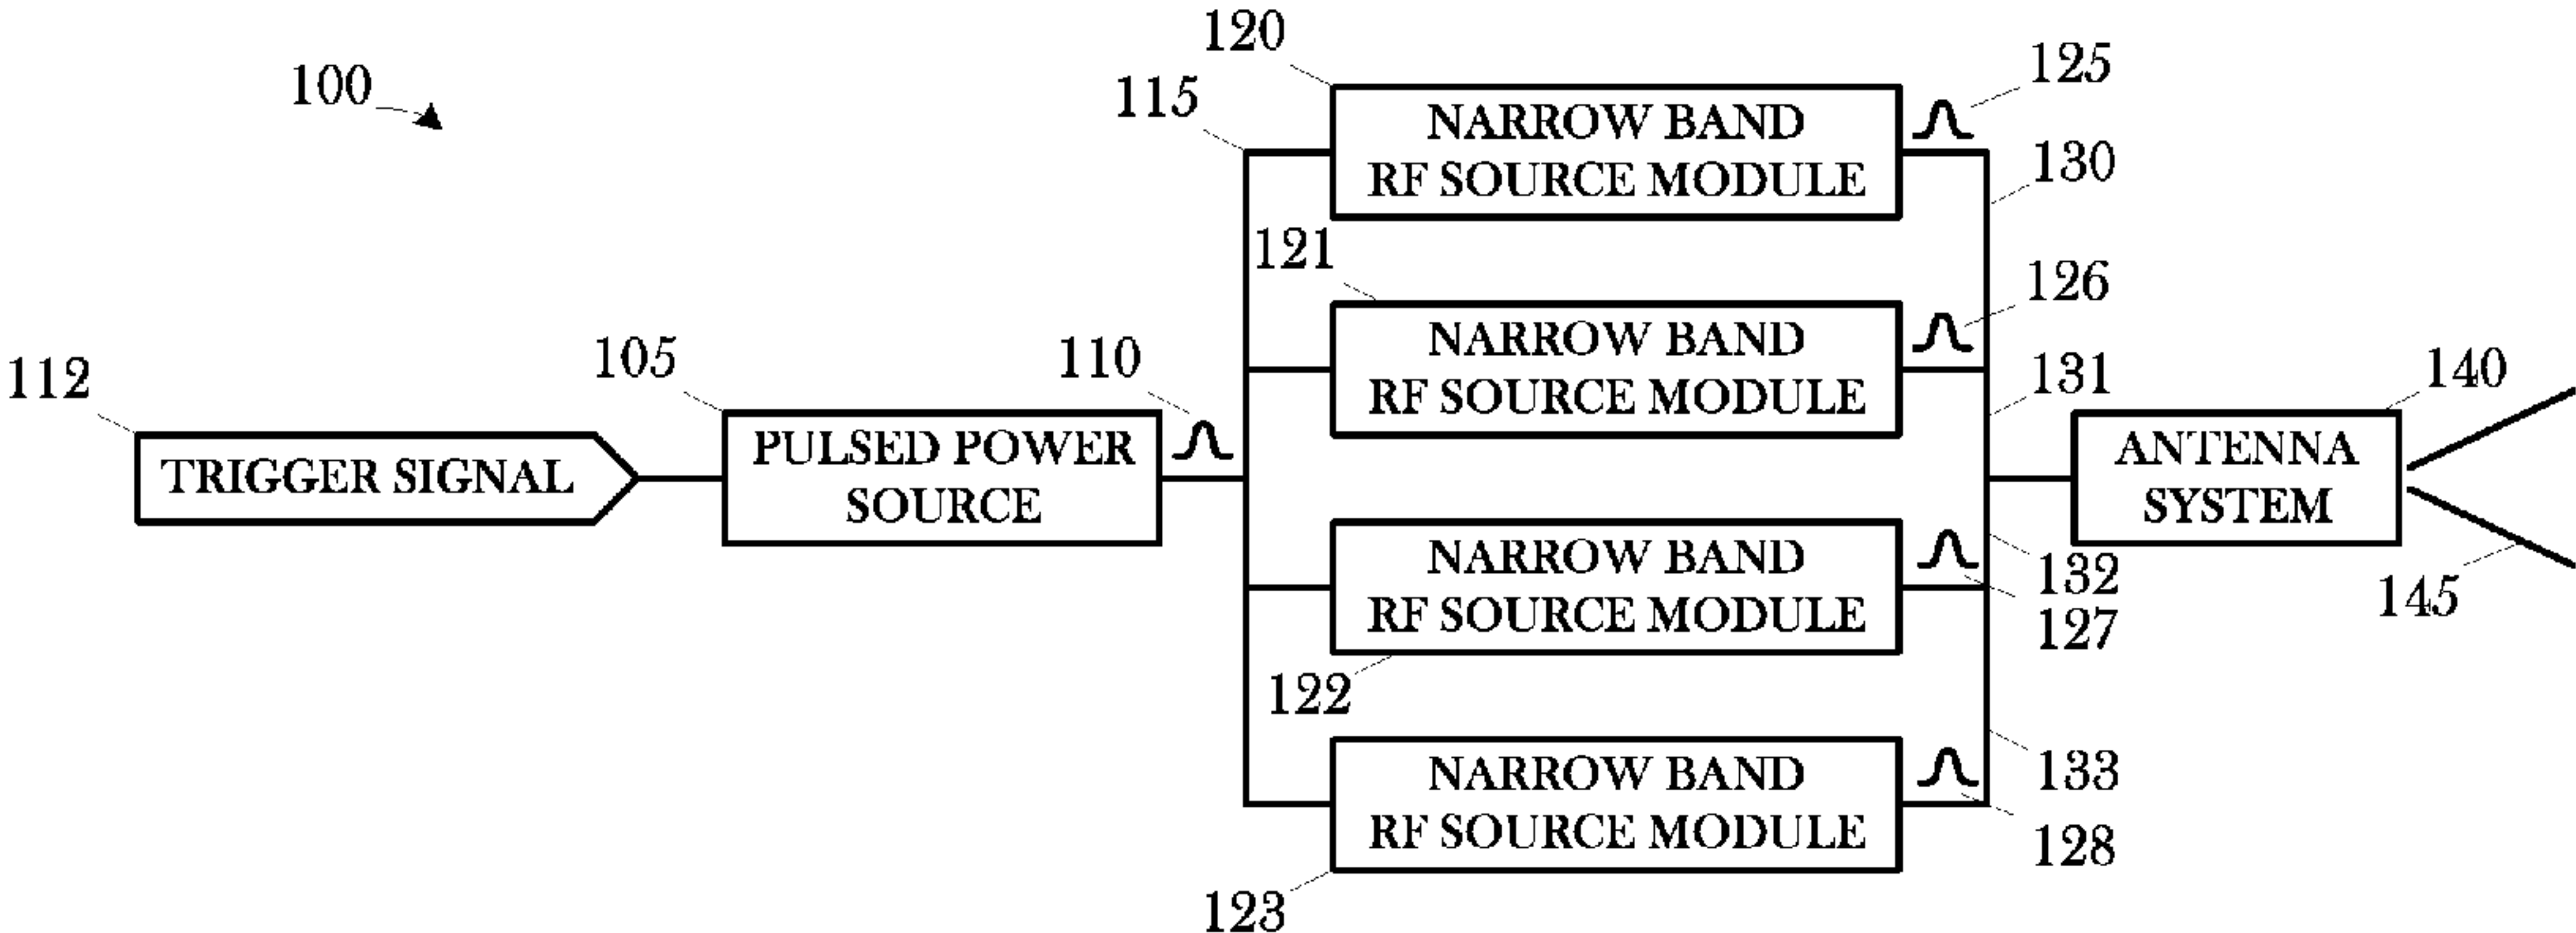 100
112
TRIGGER SIGNAL
105
PULSED POWER
SOURCE
110
115
120
NARROW BAND
RF SOURCE MODULE
125
130
121
NARROW BAND
RF SOURCE MODULE
126
131
NARROW BAND
RF SOURCE MODULE
122
132
127
NARROW BAND
RF SOURCE MODULE
123
133
128
140
ANTENNA
SYSTEM
145